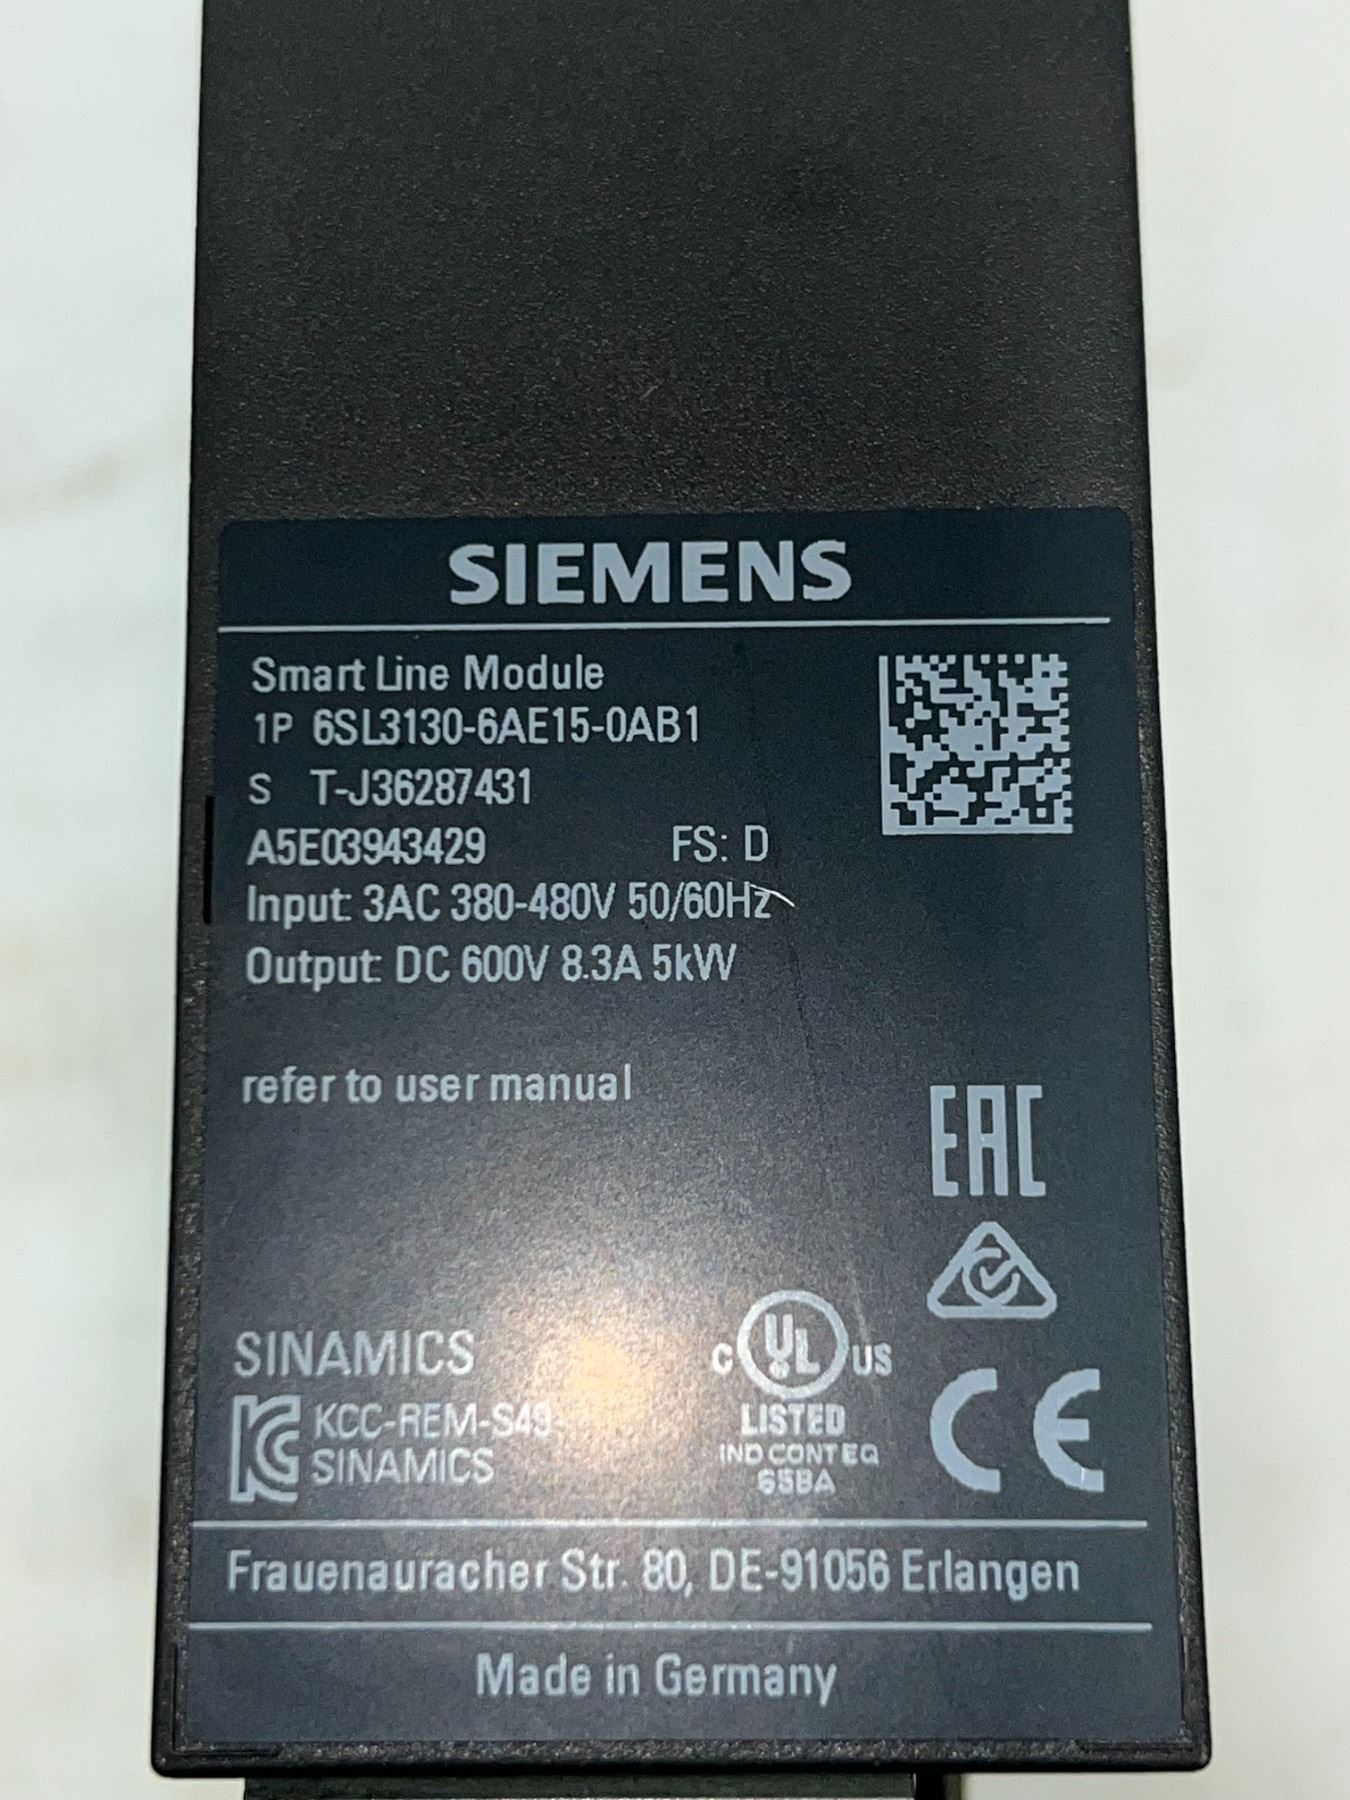 SIEMENS
Smart Line Module
1P 6SL3130-6AE15-0AB1
S T-J36287431
A5E03943429 FS: D
Input: 3AC 380-480V 50/60Hz
Output: DC 600V 8.3A 5kW
refer to user manual
EAC
SINAMICS
KCC-REM-S49-
SINAMICS
C UL US
LISTED
IND CONT EQ
65BA
CE
Frauenauracher Str. 80, DE-91056 Erlangen
Made in Germany